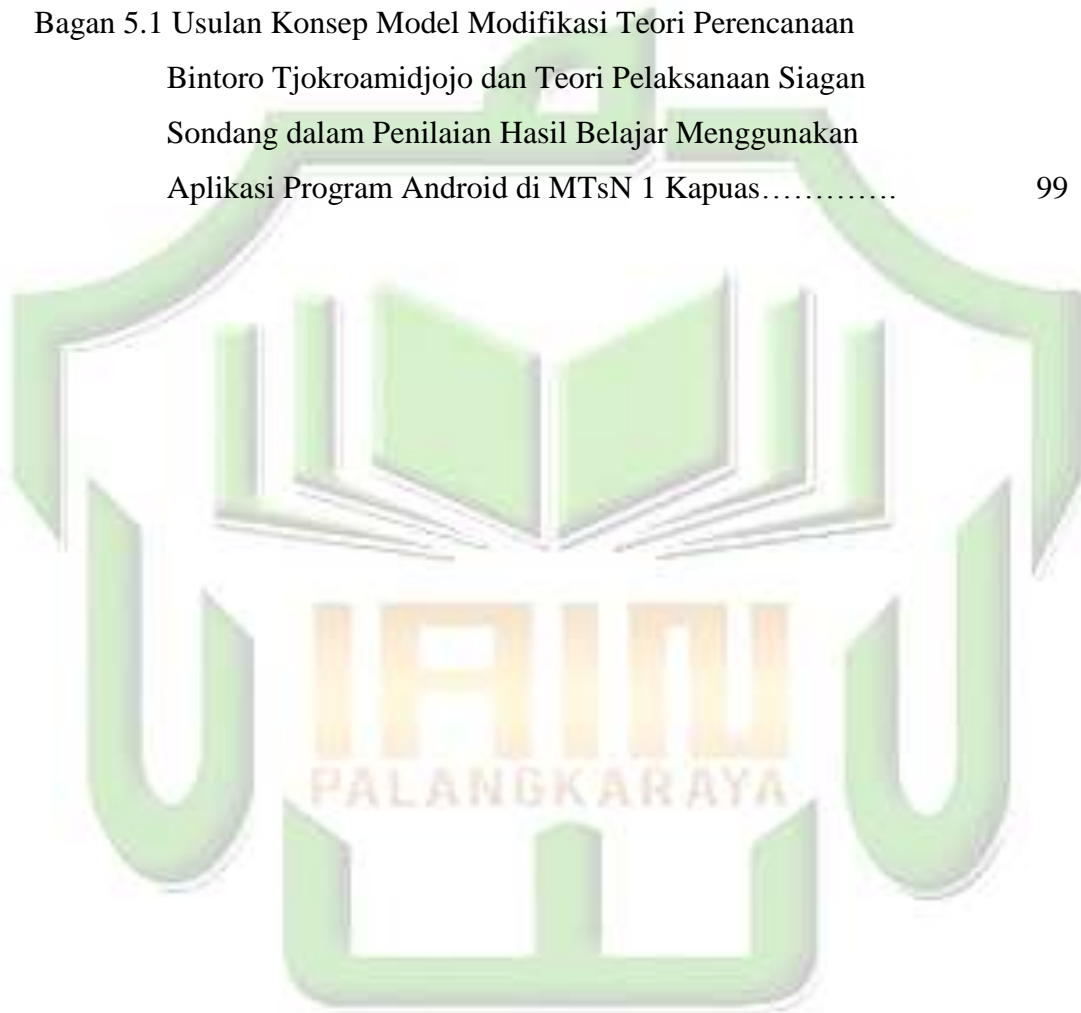 Bagan 5.1 Usulan Konsep Model Modifikasi Teori Perencanaan
Bintoro Tjokroamidjojo dan Teori Pelaksanaan Siagan
Sondang dalam Penilaian Hasil Belajar Menggunakan
Aplikasi Program Android di MTsN 1 Kapuas…………. 99
IAIN
PALANGKARAYA